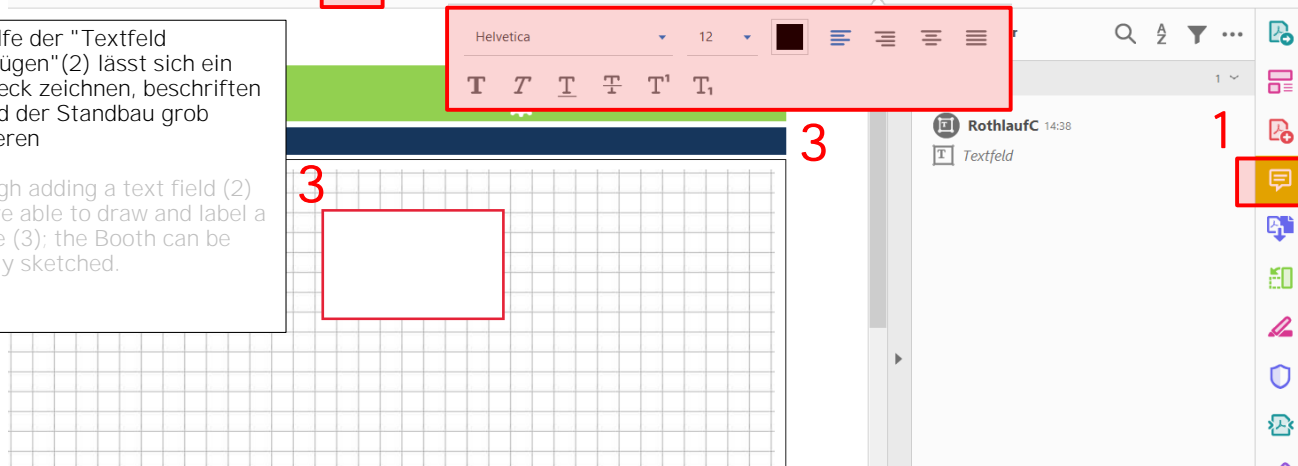 Helvetica
12
T T T T T¹ T₁
lfe der "Textfeld
ügen"(2) lässt sich ein
eck zeichnen, beschriften
d der Standbau grob
eren
gh adding a text field (2)
e able to draw and label a
e (3); the Booth can be
y sketched.
3
3
r
A
Z
1
RothlaufC 14:38
T Textfeld
1